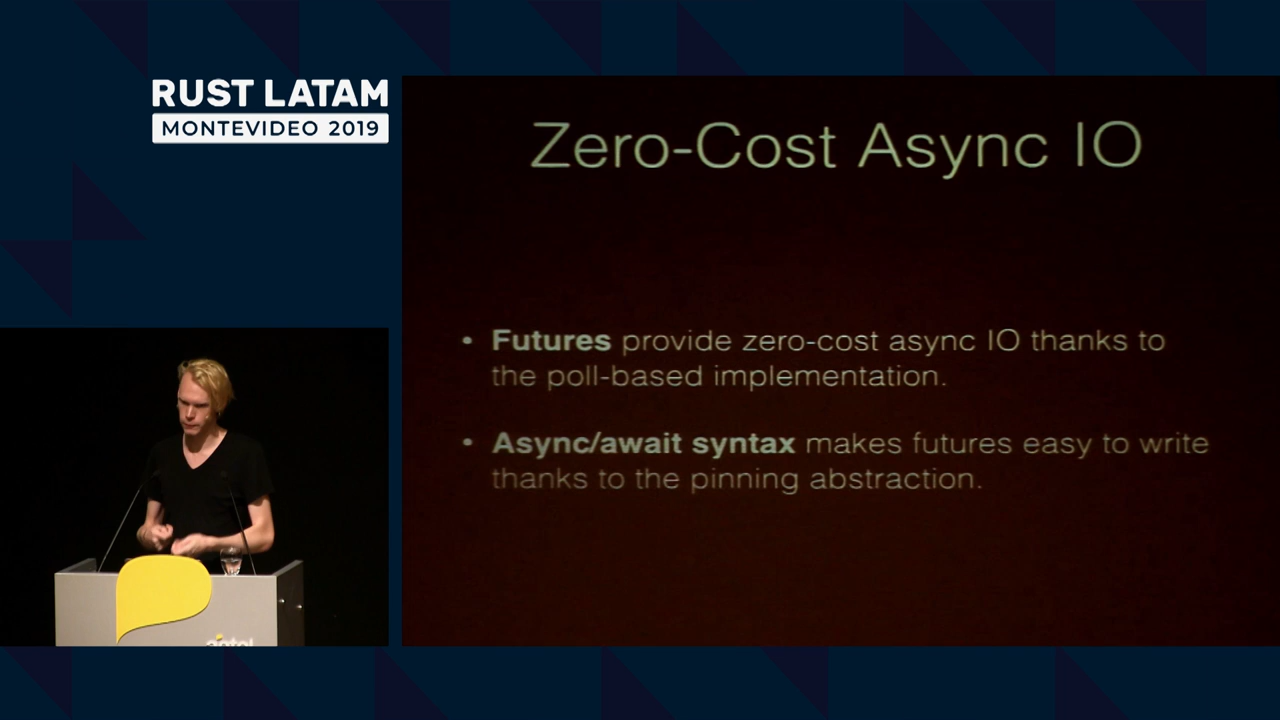 RUST LATAM
MONTEVIDEO 2019
Zero-Cost Async IO
• Futures provide zero-cost async IO thanks to
the poll-based implementation.
• Async/await syntax makes futures easy to write
thanks to the pinning abstraction.